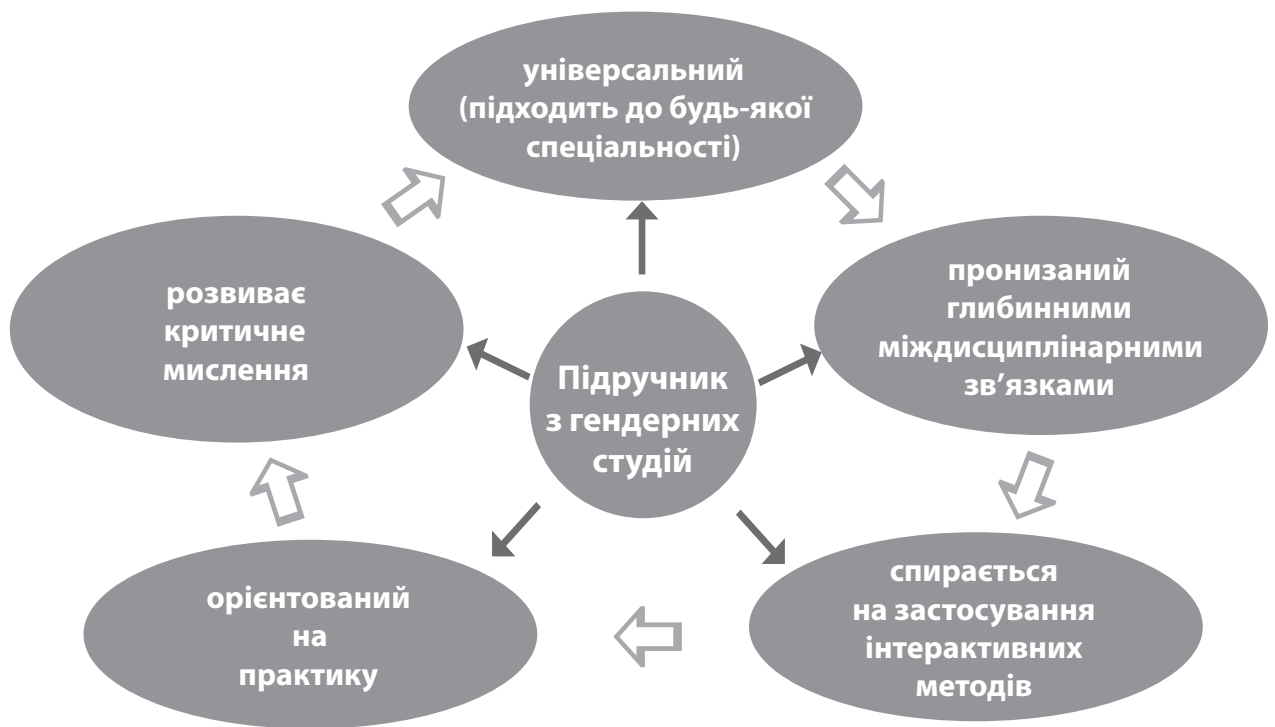 універсальний
(підходить до будь-якої
спеціальності)
розвиває
критичне
мислення
пронизаний
глибинними
міждисциплінарними
зв’язками
Підручник
з гендерних
студій
орієнтований
на
практику
спирається
на застосування
інтерактивних
методів